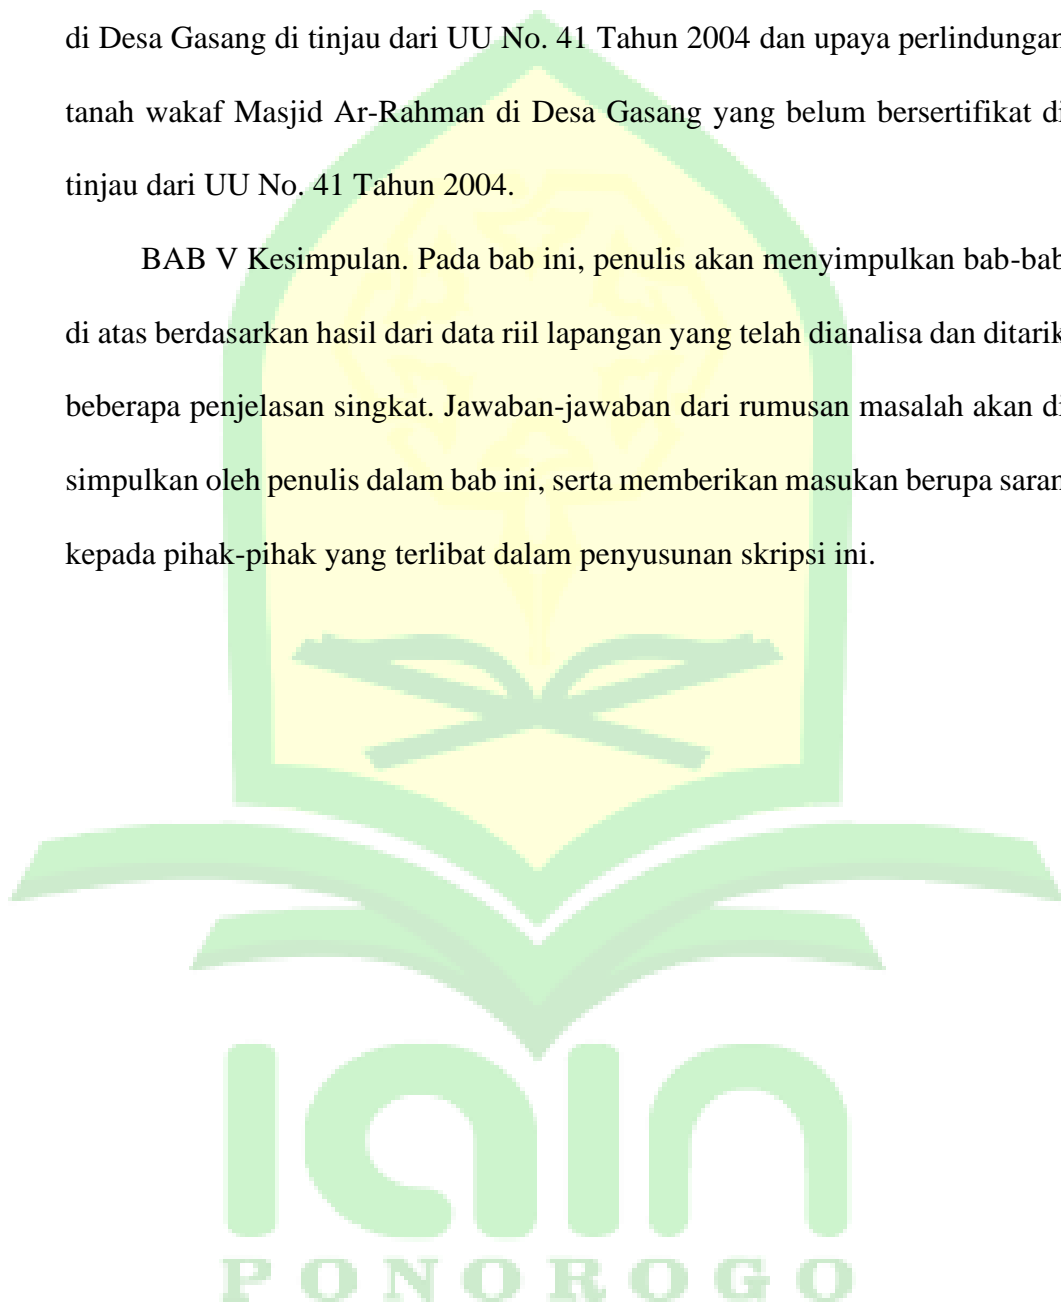 di Desa Gasang di tinjau dari UU No. 41 Tahun 2004 dan upaya perlindungan
tanah wakaf Masjid Ar-Rahman di Desa Gasang yang belum bersertifikat di
tinjau dari UU No. 41 Tahun 2004.
BAB V Kesimpulan. Pada bab ini, penulis akan menyimpulkan bab-bab
di atas berdasarkan hasil dari data riil lapangan yang telah dianalisa dan ditarik
beberapa penjelasan singkat. Jawaban-jawaban dari rumusan masalah akan di
simpulkan oleh penulis dalam bab ini, serta memberikan masukan berupa saran
kepada pihak-pihak yang terlibat dalam penyusunan skripsi ini.
IAIN
PONOROGO